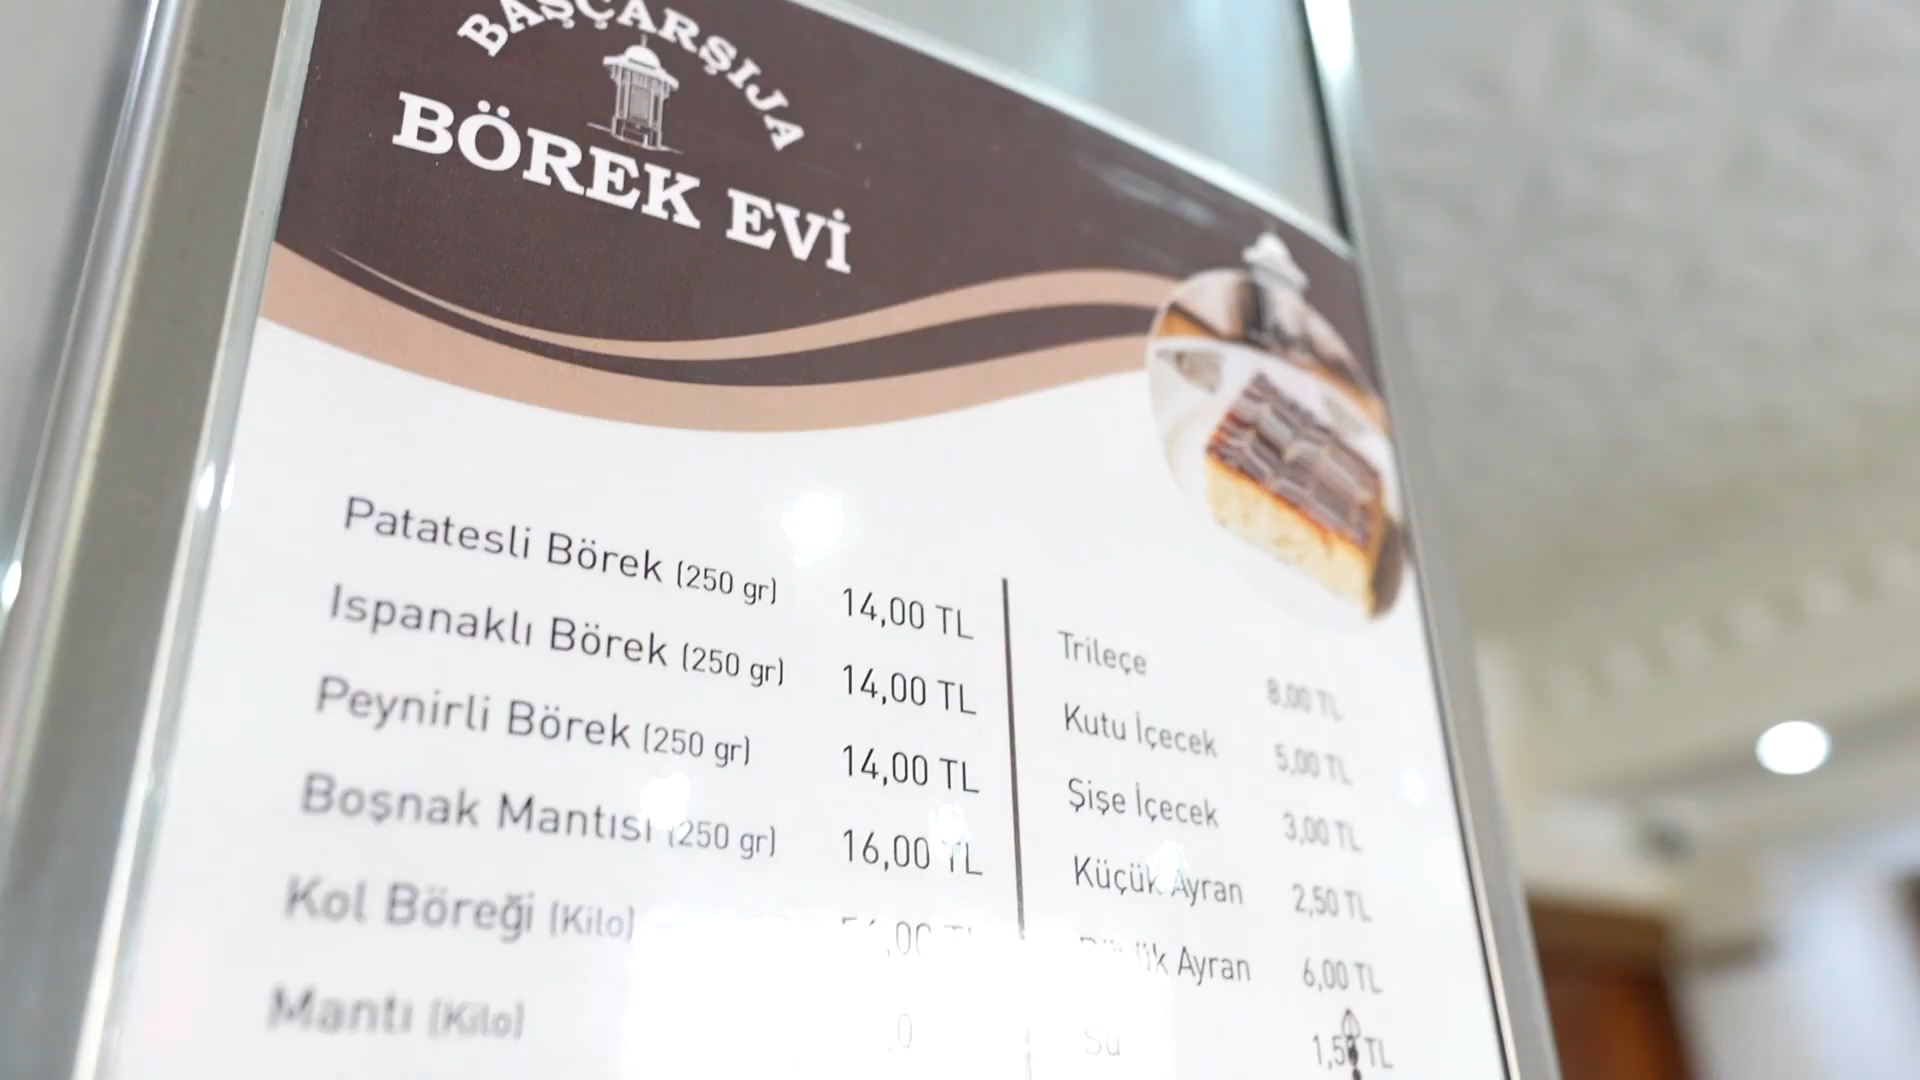 BAŞÇARŞIJA
BÖREK EVİ
Patatesli Börek (250 gr) 14,00 TL
Ispanaklı Börek (250 gr) 14,00 TL
Peynirli Börek (250 gr) 14,00 TL
Boşnak Mantısı (250 gr) 16,00 TL
Kol Böreği (Kilo)
Mantı (Kilo)
Trileçe 8,00 TL
Kutu İçecek 5,00 TL
Şişe İçecek 3,00 TL
Küçük Ayran 2,50 TL
Ayran 6,00 TL
Su TL